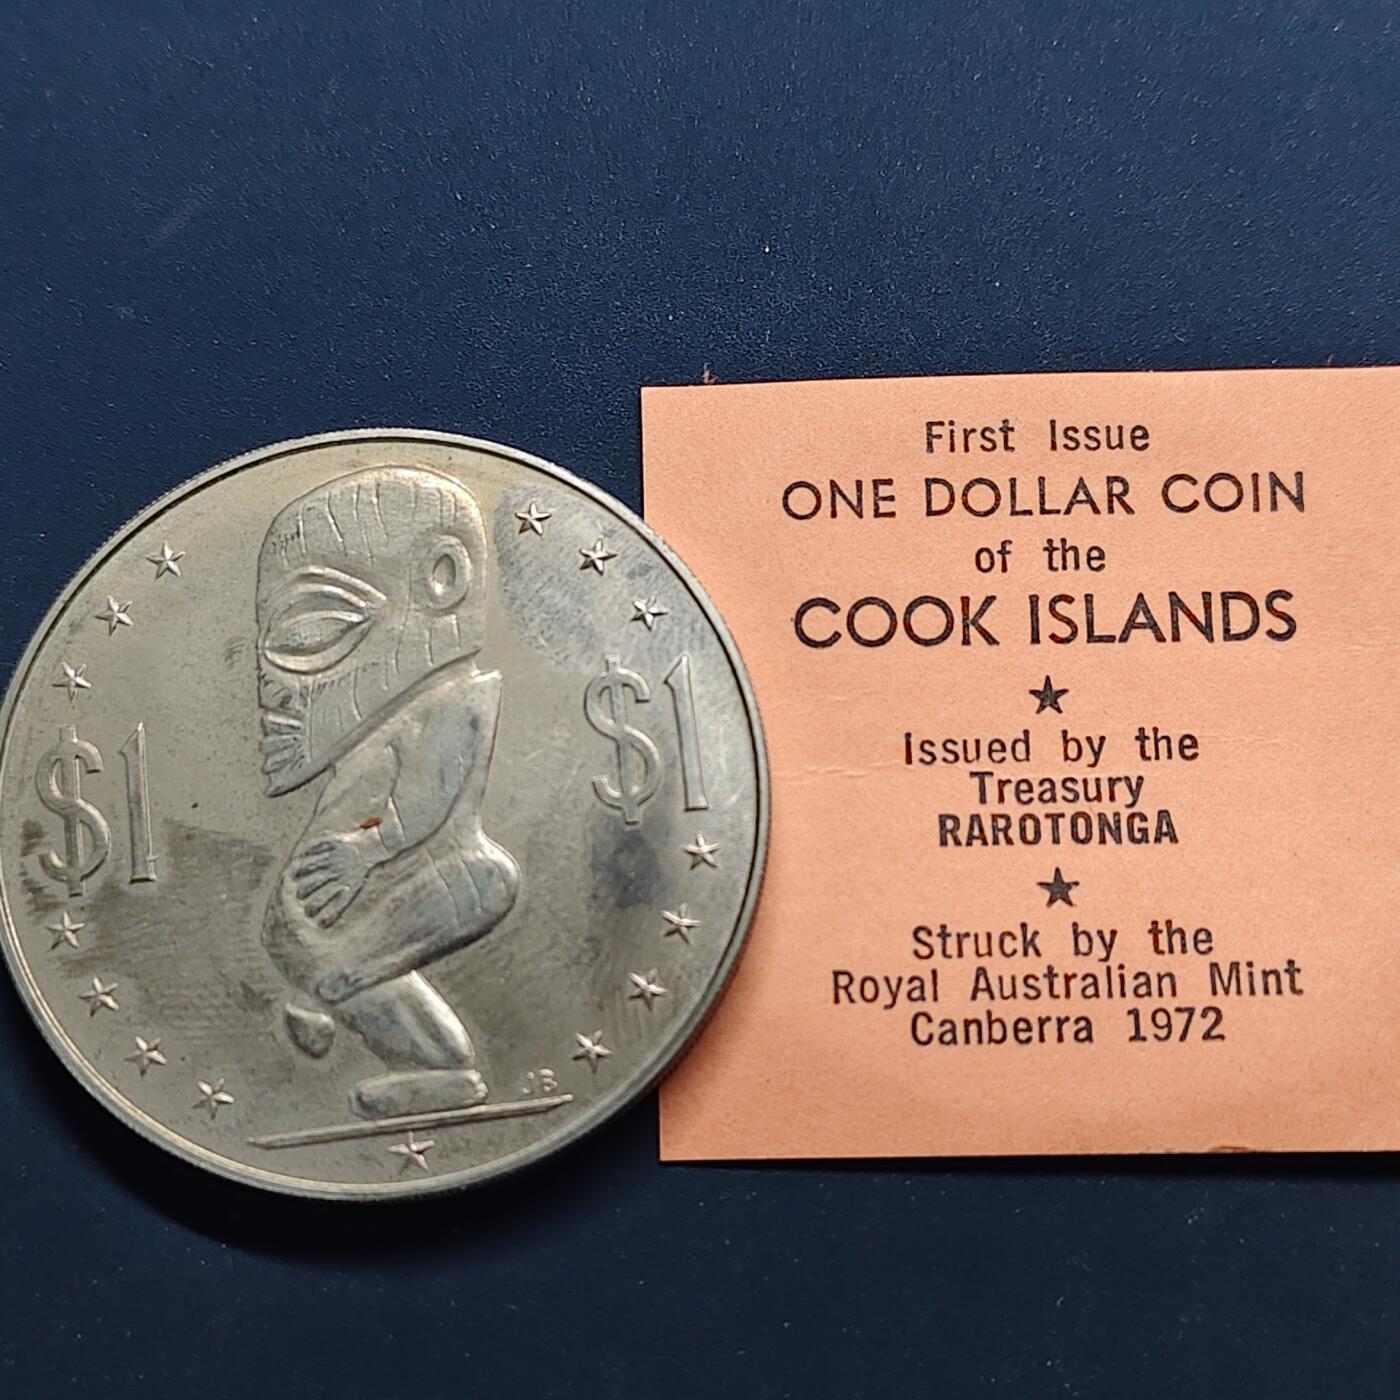 $1
$1
JB
First Issue
ONE DOLLAR COIN
of the
COOK ISLANDS
Issued by the
Treasury
RAROTONGA
Struck by the
Royal Australian Mint
Canberra 1972